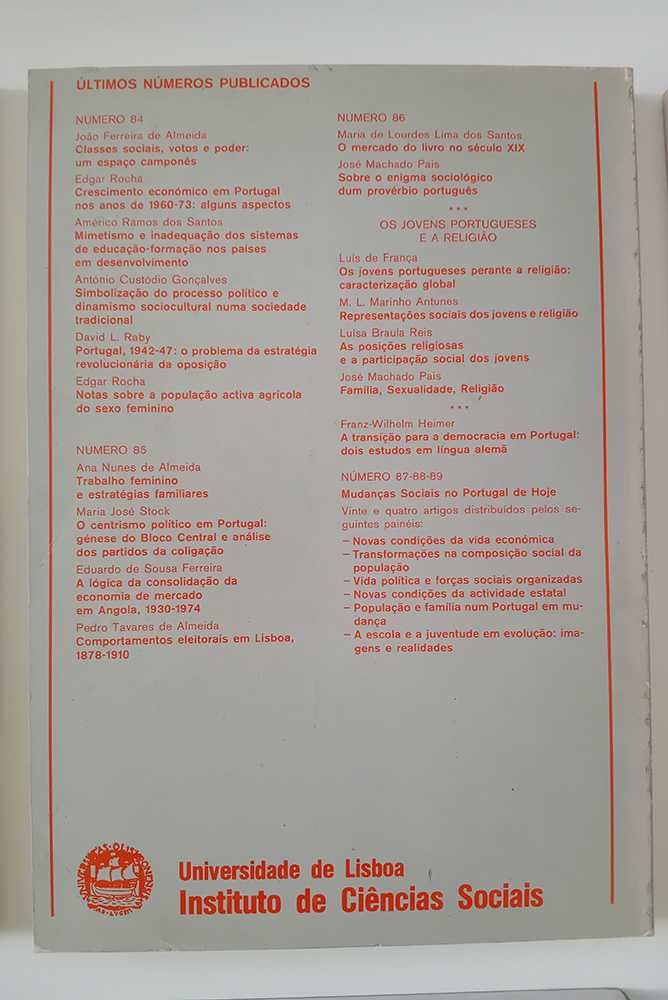 ÚLTIMOS NÚMEROS PUBLICADOS
NÚMERO 84
João Ferreira de Almeida
Classes sociais, votos e poder:
um espaço camponês
Edgar Rocha
Crescimento económico em Portugal
nos anos de 1960-73: alguns aspectos
Américo Ramos dos Santos
Mimetismo e inadequação dos sistemas
de educação-formação nos países
em desenvolvimento
António Custódio Gonçalves
Simbolização do processo político e
dinamismo sociocultural numa sociedade
tradicional
David L. Raby
Portugal, 1942-47: o problema da estratégia
revolucionária da oposição
Edgar Rocha
Notas sobre a população activa agrícola
do sexo feminino
NÚMERO 85
Ana Nunes de Almeida
Trabalho feminino
e estratégias familiares
Maria José Stock
O centrismo político em Portugal:
génese do Bloco Central e análise
dos partidos da coligação
Eduardo de Sousa Ferreira
A lógica da consolidação da
economia de mercado
em Angola, 1930-1974
Pedro Tavares de Almeida
Comportamentos eleitorais em Lisboa,
1878-1910
NÚMERO 86
Maria de Lourdes Lima dos Santos
O mercado do livro no século XIX
José Machado Pais
Sobre o enigma sociológico
dum provérbio português
***
OS JOVENS PORTUGUESES
E A RELIGIÃO
Luís de França
Os jovens portugueses perante a religião:
caracterização global
M. L. Marinho Antunes
Representações sociais dos jovens e religião
Luísa Braula Reis
As posições religiosas
e a participação social dos jovens
José Machado Pais
Família, Sexualidade, Religião
***
Franz-Wilhelm Heimer
A transição para a democracia em Portugal:
dois estudos em língua alemã
NÚMERO 87-88-89
Mudanças Sociais no Portugal de Hoje
Vinte e quatro artigos distribuídos pelos se-
guintes painéis:
— Novas condições da vida económica
— Transformações na composição social da
população
— Vida política e forças sociais organizadas
— Novas condições da actividade estatal
— População e família num Portugal em mu-
dança
— A escola e a juventude em evolução: ima-
gens e realidades
Universidade de Lisboa
Instituto de Ciências Sociais